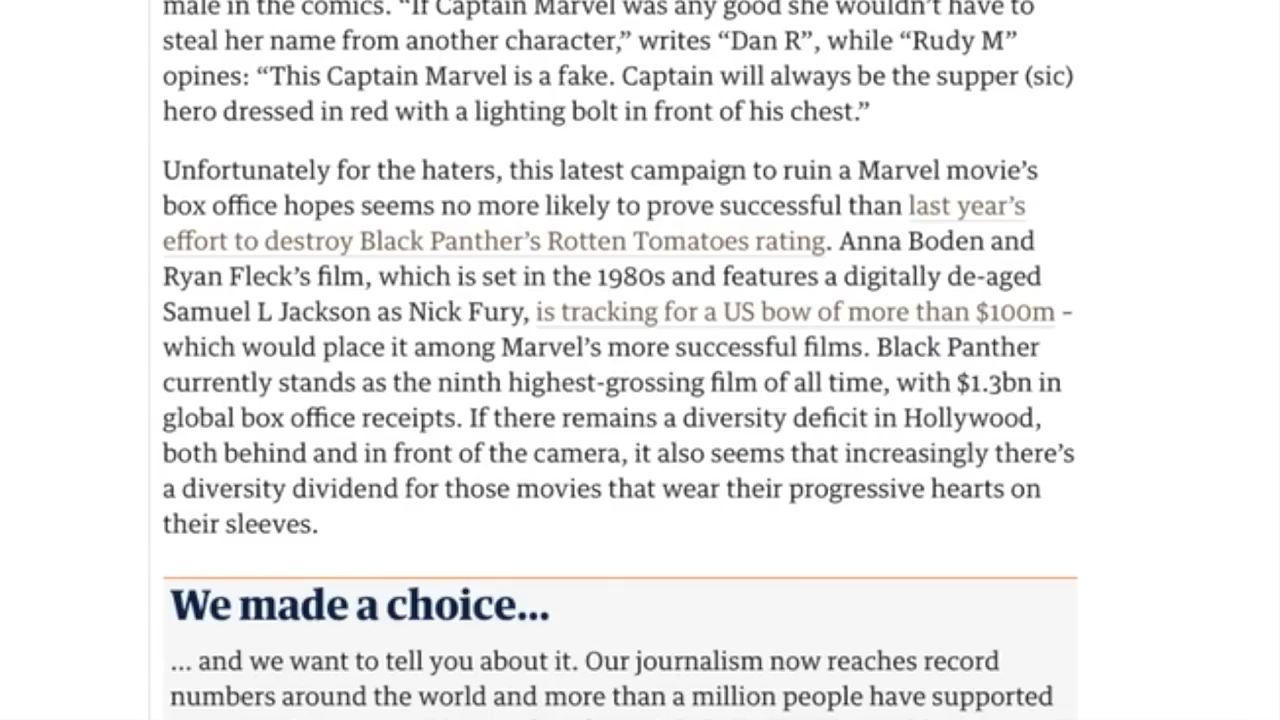 male in the comics. “If Captain Marvel was any good she wouldn’t have to
steal her name from another character,” writes “Dan R”, while “Rudy M”
opines: “This Captain Marvel is a fake. Captain will always be the supper (sic)
hero dressed in red with a lighting bolt in front of his chest.”
Unfortunately for the haters, this latest campaign to ruin a Marvel movie’s
box office hopes seems no more likely to prove successful than last year’s
effort to destroy Black Panther’s Rotten Tomatoes rating. Anna Boden and
Ryan Fleck’s film, which is set in the 1980s and features a digitally de-aged
Samuel L Jackson as Nick Fury, is tracking for a US bow of more than $100m –
which would place it among Marvel’s more successful films. Black Panther
currently stands as the ninth highest-grossing film of all time, with $1.3bn in
global box office receipts. If there remains a diversity deficit in Hollywood,
both behind and in front of the camera, it also seems that increasingly there’s
a diversity dividend for those movies that wear their progressive hearts on
their sleeves.
We made a choice...
... and we want to tell you about it. Our journalism now reaches record
numbers around the world and more than a million people have supported